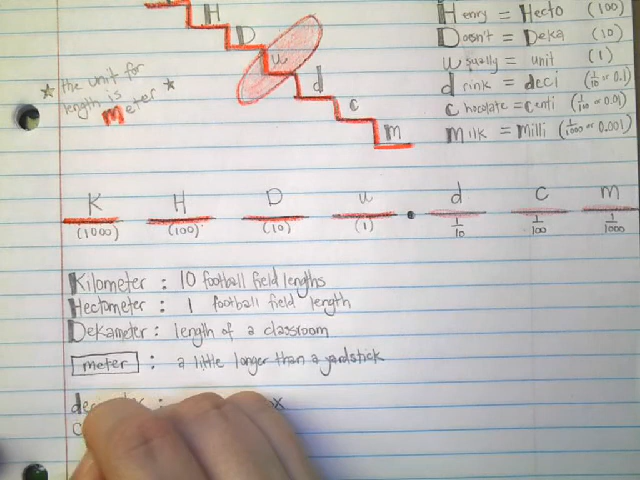 H
D
u
d
c
m
* the unit for *
length is
meter
Henry = Hecto (100)
Doesn't = Deka (10)
usually = unit (1)
drink = deci (1/10 or 0.1)
chocolate = centi (1/100 or 0.01)
Milk = Milli (1/1000 or 0.001)
K H D u . d c m
(1000) (100) (10) (1) 1/10 1/100 1/1000
Kilometer : 10 football field lengths
Hectometer : 1 football field length
Dekameter : length of a classroom
meter : a little longer than a yardstick